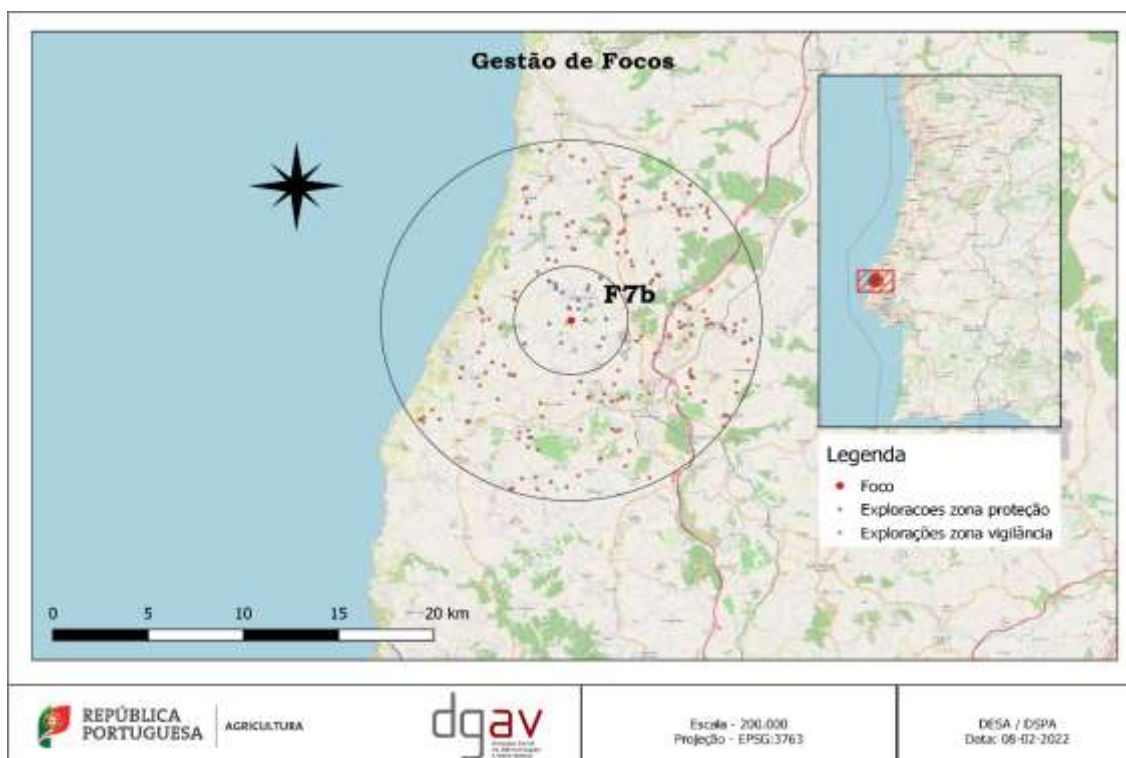 Gestão de Focos
F7b
Legenda
Foco
Exploracoes zona proteção
Explorações zona vigilância
0 5 10 15 20 km
REPÚBLICA
PORTUGUESA
AGRICULTURA
dgav
Escala - 200.000
Projeção - EPSG:3763
DESA / DSPA
Data: 08-02-2022